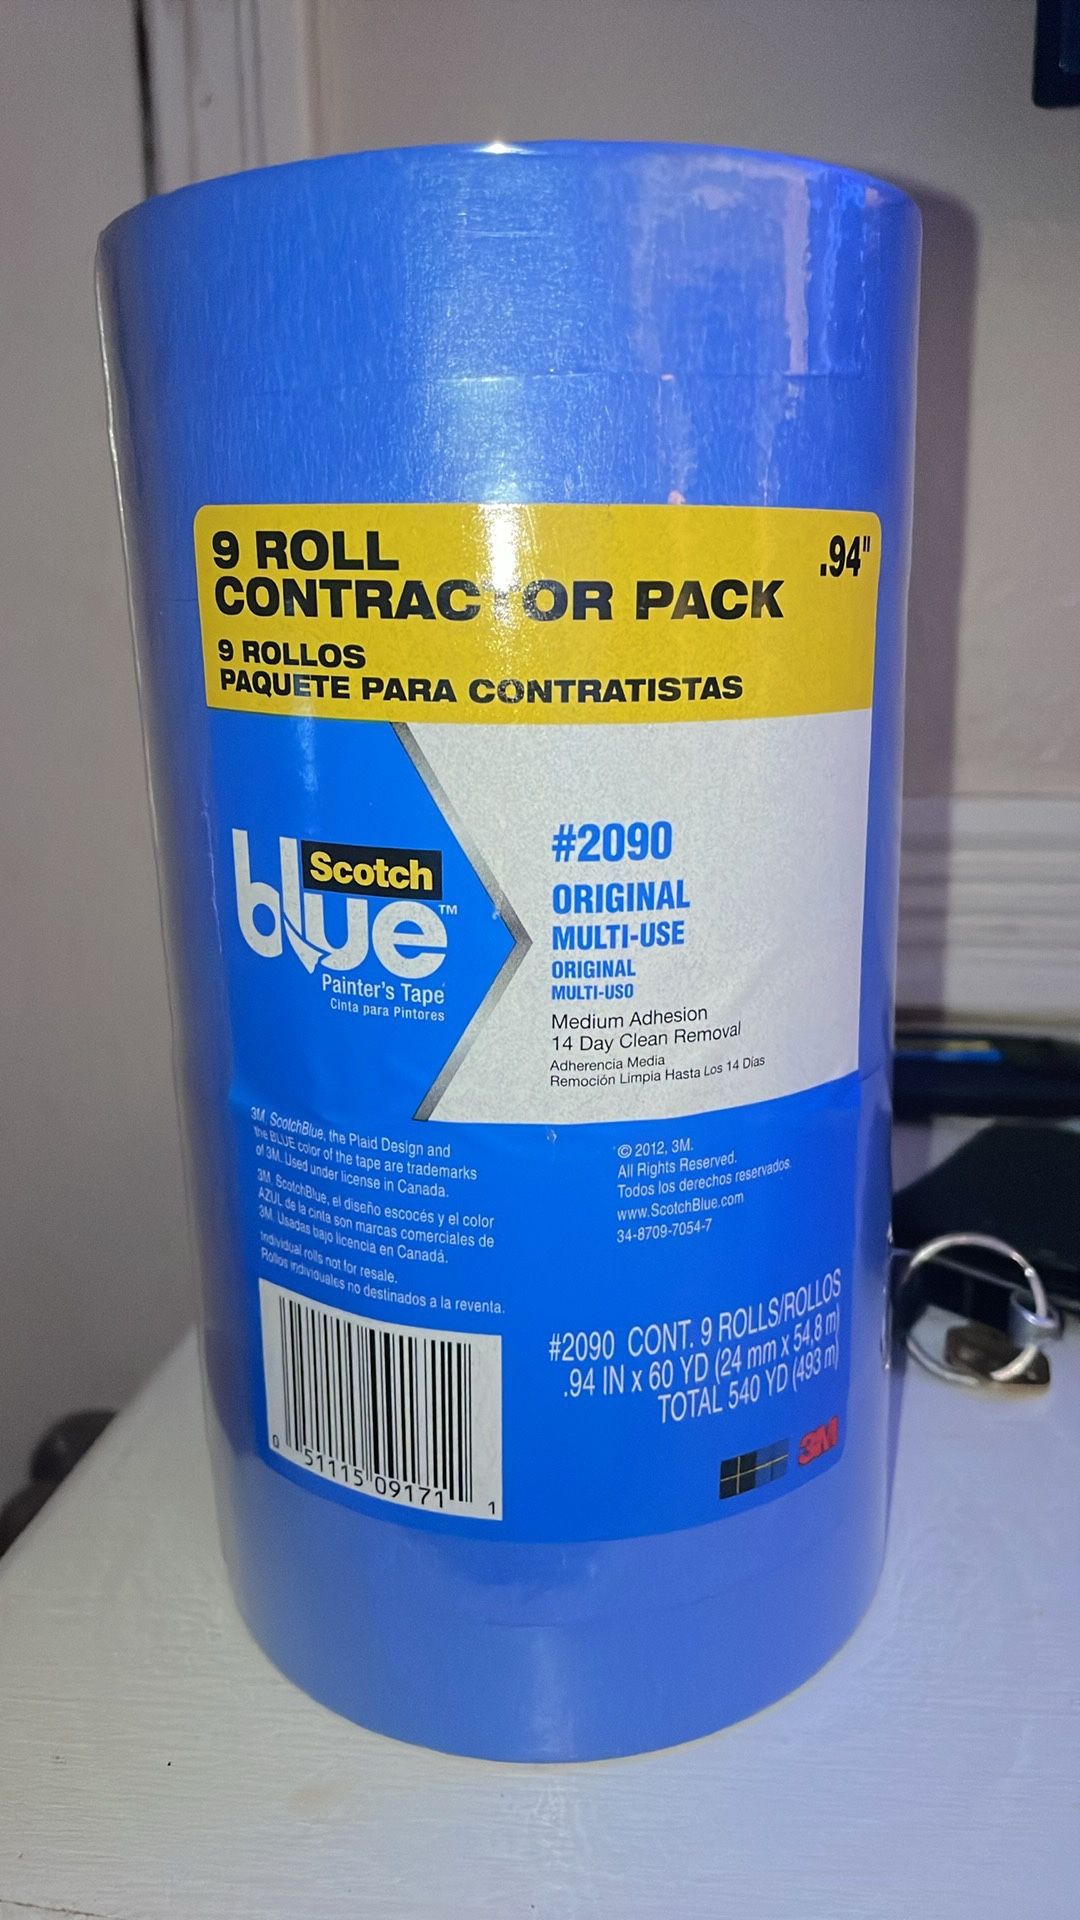 9 ROLL
CONTRACTOR PACK
.94"
9 ROLLOS
PAQUETE PARA CONTRATISTAS
Scotch
blue™
Painter's Tape
Cinta para Pintores
#2090
ORIGINAL
MULTI-USE
ORIGINAL
MULTI-USO
Medium Adhesion
14 Day Clean Removal
Adherencia Media
Remoción Limpia Hasta Los 14 Días
3M, ScotchBlue, the Plaid Design and
the BLUE color of the tape are trademarks
of 3M. Used under license in Canada.
3M, ScotchBlue, el diseño escocés y el color
AZUL de la cinta son marcas comerciales de
3M. Usadas bajo licencia en Canadá.
Individual rolls not for resale.
Rollos individuales no destinados a la reventa.
© 2012, 3M.
All Rights Reserved.
Todos los derechos reservados.
www.ScotchBlue.com
34-8709-7054-7
#2090 CONT. 9 ROLLS/ROLLOS
.94 IN x 60 YD (24 mm x 54,8 m)
TOTAL 540 YD (493 m)
3M
0 51115 09171 1